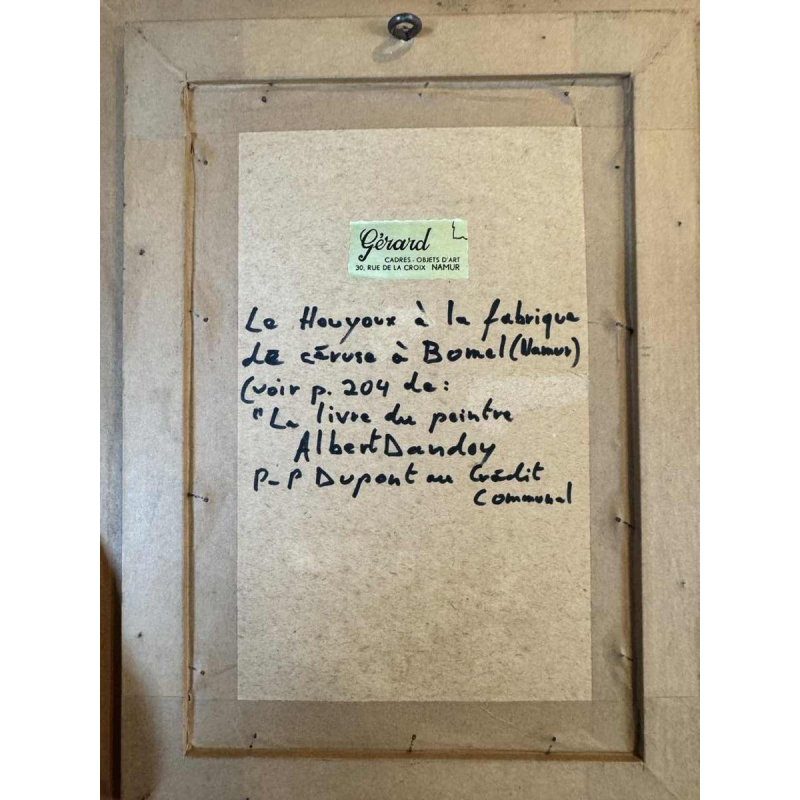 Gérard
CADRES - OBJETS D'ART
30, RUE DE LA CROIX NAMUR
Le Houyoux à la fabrique
de céruse à Bomel (Namur)
(voir p. 204 de:
"Le livre du peintre
Albert Dandoy
P-P Dupont au Crédit
Communal